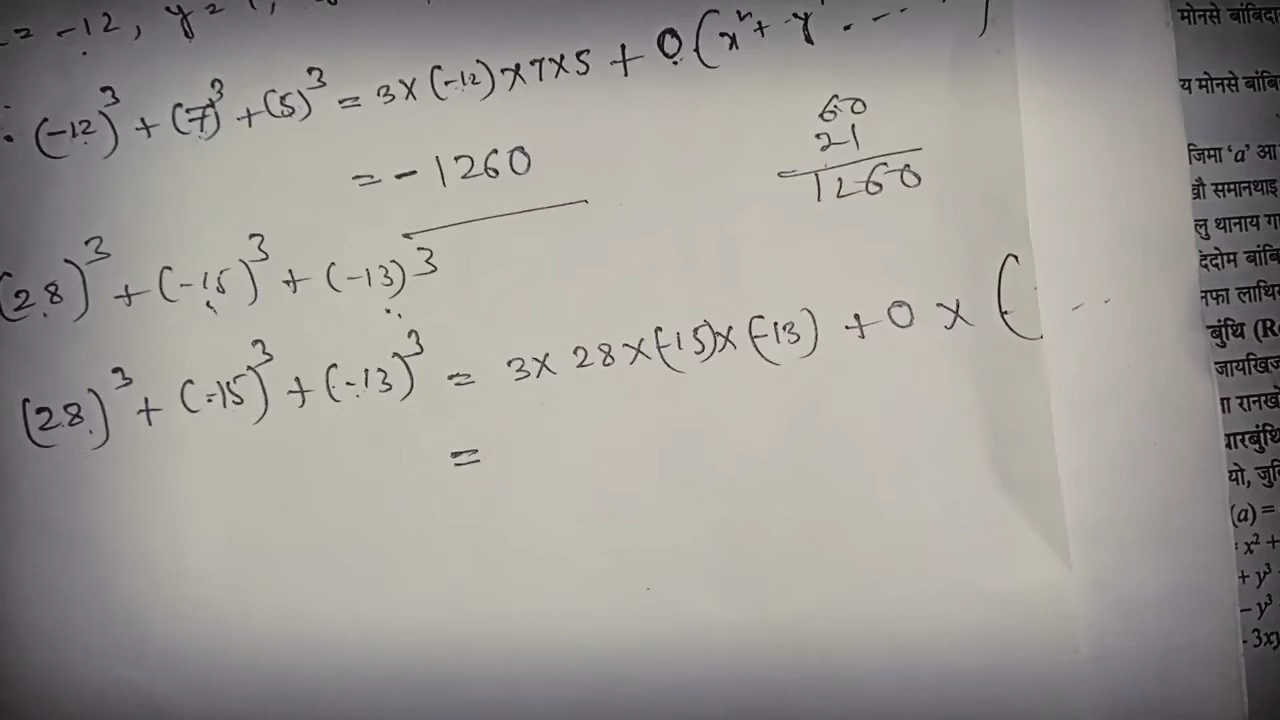 = -12, y =
∴ (-12)³ + (7)³ + (5)³ = 3 × (-12) × 7 × 5 + 0 (x² + y ... )
= - 1260
60
21
1260
(28)³ + (-15)³ + (-13)³
(28)³ + (-15)³ + (-13)³ = 3 × 28 × (-15) × (-13) + 0 × ( ...
=
मोनसे बांबिदा
य मोनसे बांबि
जिमा ‘a’ आ
ख्रौ समानथाइ
लु थानाय गा
दंदोम बांबि
नफा लाथि
बुंथि (R
जायखिज
गा रानखो
पारबुंथि
यो, जुदि
(a) =
x² +
+ y³
- y³
- 3x